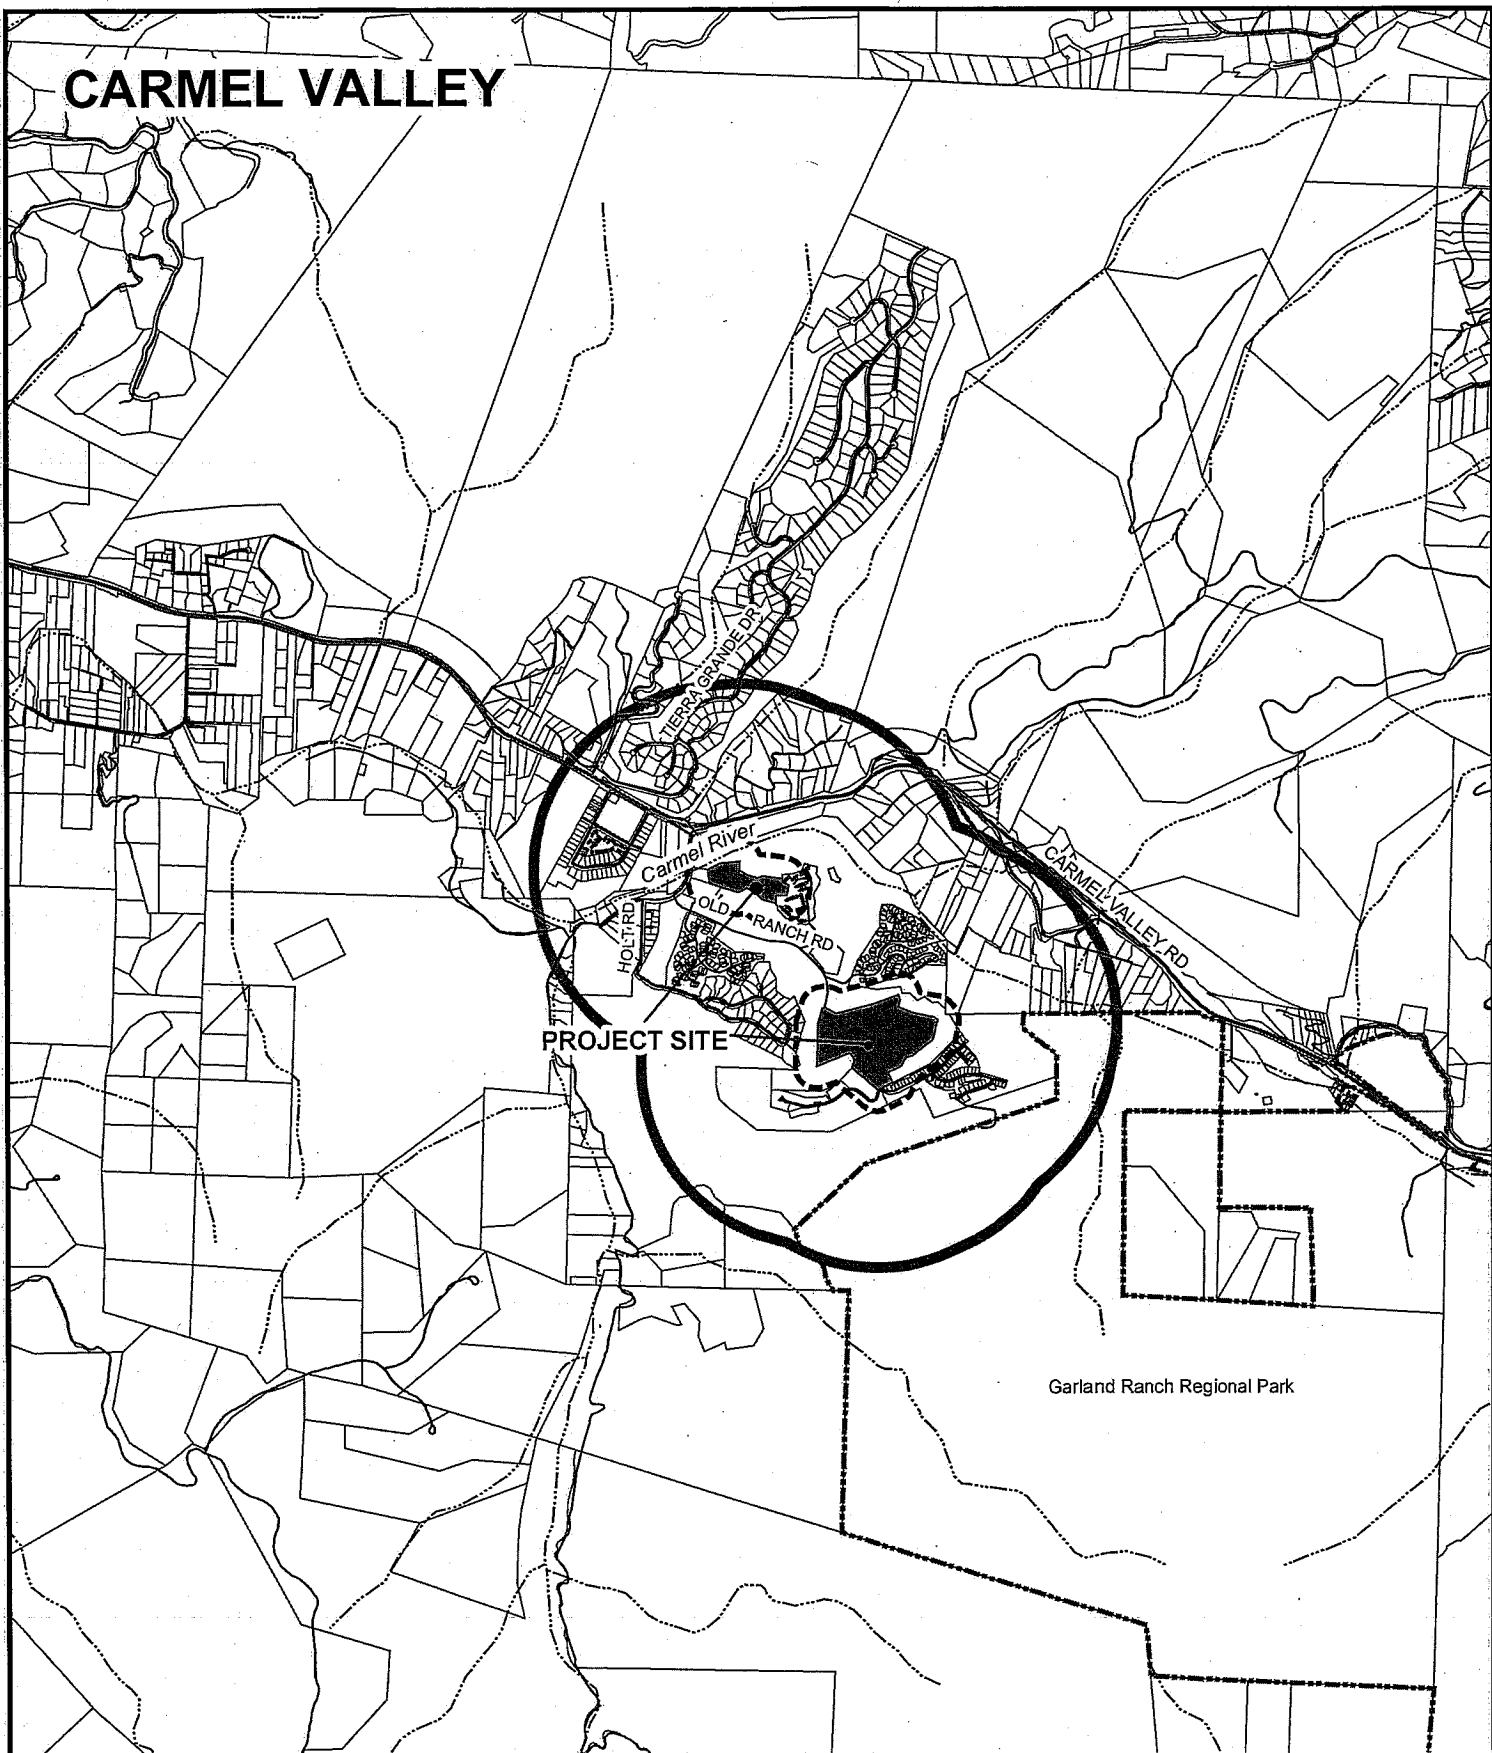 CARMEL VALLEY
TIERRA GRANDE DR
Carmel River
CARMEL VALLEY RD
OLD RANCH RD
HOLT RD
PROJECT SITE
Garland Ranch Regional Park